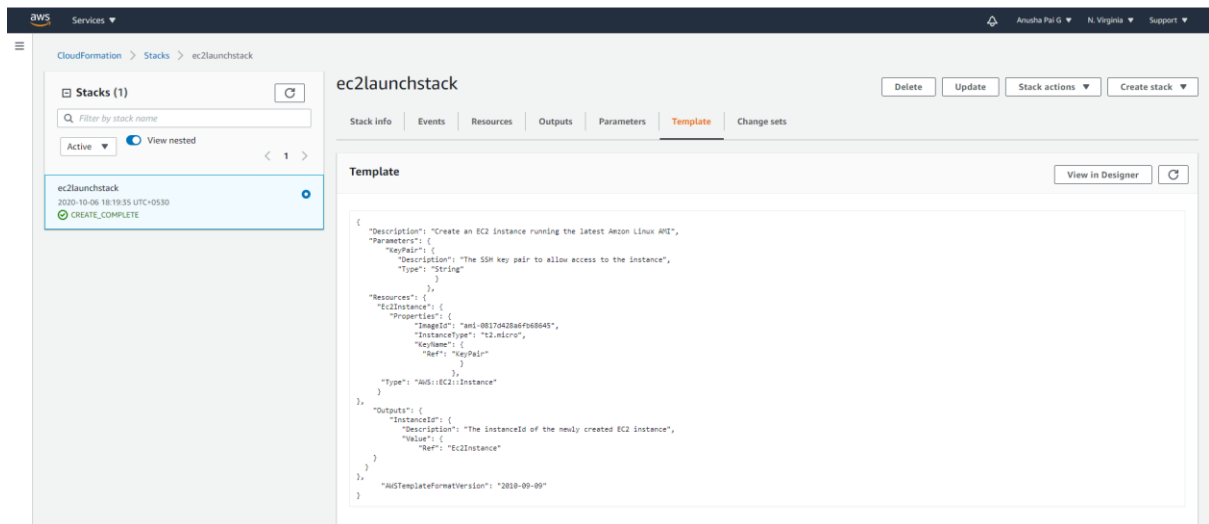 aws Services ▼ Anusha Pai G ▼ N. Virginia ▼ Support ▼
CloudFormation > Stacks > ec2launchstack
Stacks (1)
Filter by stack name
Active ▼ View nested
< 1 >
ec2launchstack
2020-10-06 18:19:35 UTC+0530
CREATE_COMPLETE
ec2launchstack
Delete Update Stack actions ▼ Create stack ▼
Stack info Events Resources Outputs Parameters Template Change sets
Template
View in Designer
{
"Description": "Create an EC2 instance running the latest Amzon Linux AMI",
"Parameters": {
"KeyPair": {
"Description": "The SSH key pair to allow access to the instance",
"Type": "String"
}
},
"Resources": {
"Ec2Instance": {
"Properties": {
"ImageId": "ami-0817d428a6fb68645",
"InstanceType": "t2.micro",
"KeyName": {
"Ref": "KeyPair"
}
},
"Type": "AWS::EC2::Instance"
}
},
"Outputs": {
"InstanceId": {
"Description": "The instanceId of the newly created EC2 instance",
"Value": {
"Ref": "Ec2Instance"
}
}
},
"AWSTemplateFormatVersion": "2010-09-09"
}